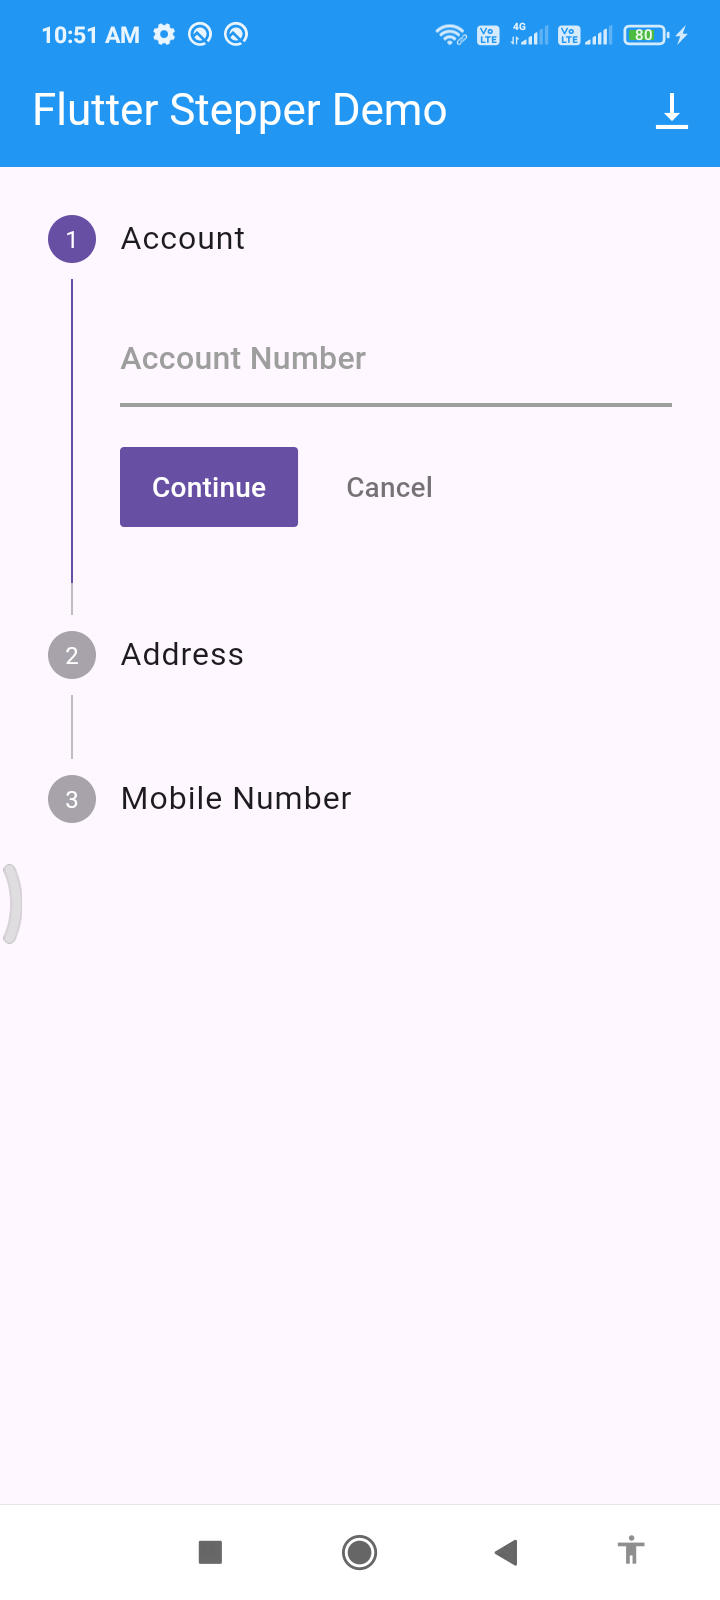 10:51 AM Vo LTE 4G Vo LTE 80
Flutter Stepper Demo
1 Account
Account Number
Continue Cancel
2 Address
3 Mobile Number